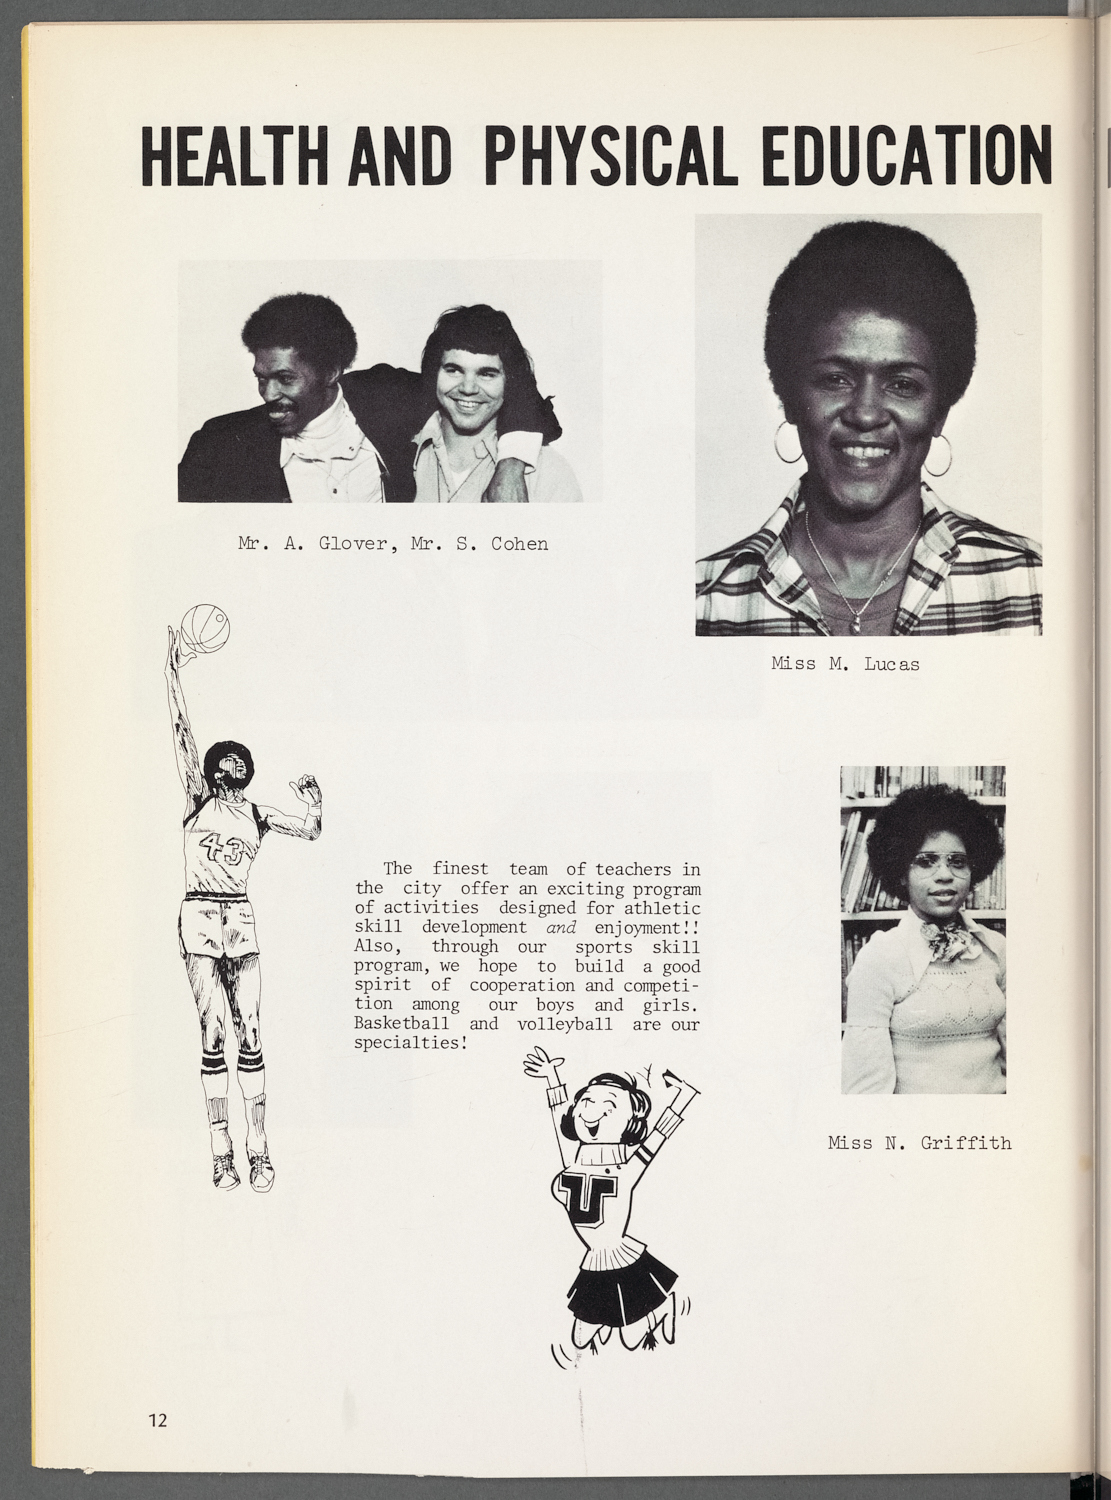 HEALTH AND PHYSICAL EDUCATION
Mr. A. Glover, Mr. S. Cohen
Miss M. Lucas
43
The finest team of teachers in
the city offer an exciting program
of activities designed for athletic
skill development and enjoyment!!
Also, through our sports skill
program, we hope to build a good
spirit of cooperation and competi-
tion among our boys and girls.
Basketball and volleyball are our
specialties!
U
Miss N. Griffith
12